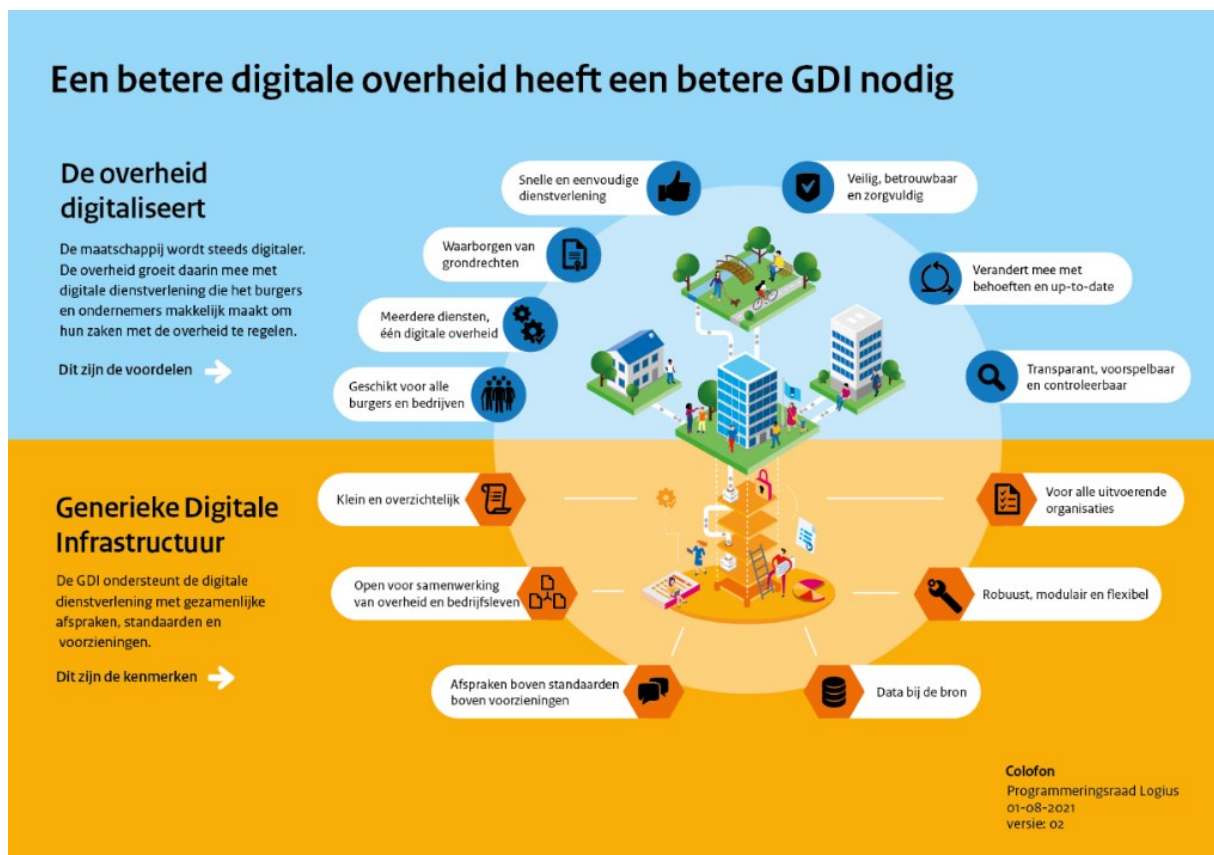 Een betere digitale overheid heeft een betere GDI nodig
De overheid
digitaliseert
De maatschappij wordt steeds digitaler.
De overheid groeit daarin mee met
digitale dienstverlening die het burgers
en ondernemers makkelijk maakt om
hun zaken met de overheid te regelen.
Dit zijn de voordelen
Snelle en eenvoudige
dienstverlening
Waarborgen van
grondrechten
Meerdere diensten,
één digitale overheid
Geschikt voor alle
burgers en bedrijven
Veilig, betrouwbaar
en zorgvuldig
Verandert mee met
behoeften en up-to-date
Transparant, voorspelbaar
en controleerbaar
Generieke Digitale
Infrastructuur
De GDI ondersteunt de digitale
dienstverlening met gezamenlijke
afspraken, standaarden en
voorzieningen.
Dit zijn de kenmerken
Klein en overzichtelijk
Open voor samenwerking
van overheid en bedrijfsleven
Afspraken boven standaarden
boven voorzieningen
Voor alle uitvoerende
organisaties
Robuust, modulair en flexibel
Data bij de bron
Colofon
Programmeringsraad Logius
01-08-2021
versie: 02